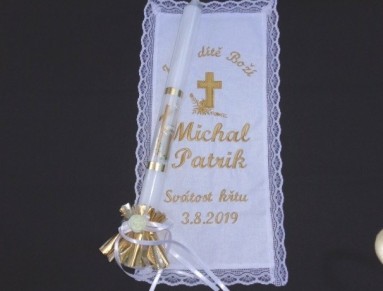 dítě Boží
Michal
Patrik
Svátost křtu
3.8.2019